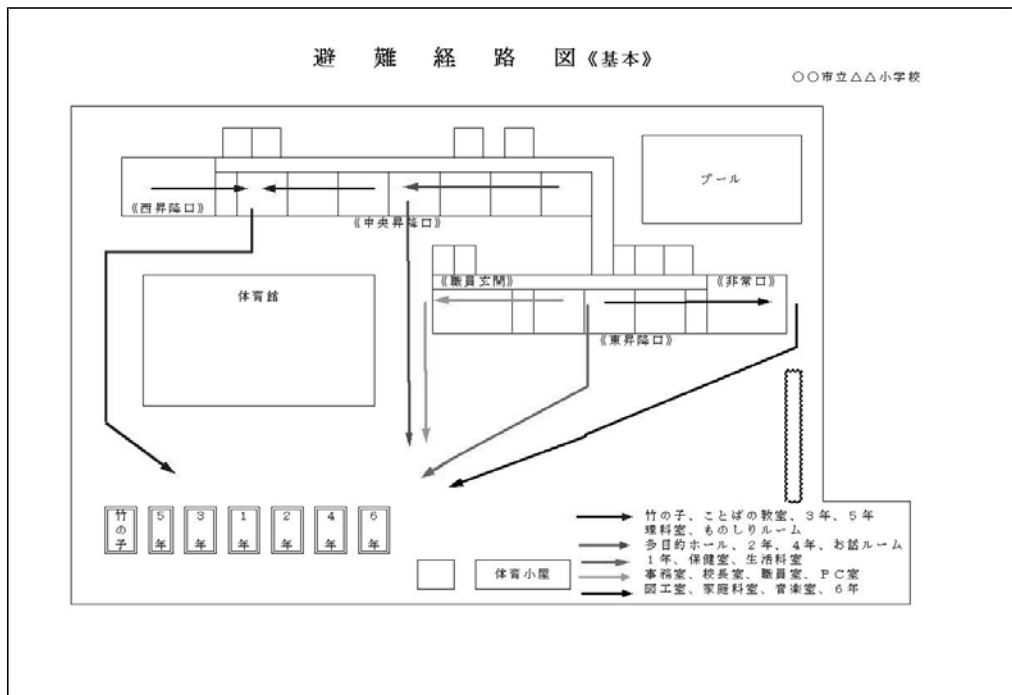 避難経路図《基本》
○○市立△△小学校
プール
《西昇降口》
《中央昇降口》
《職員玄関》
《非常口》
体育館
《東昇降口》
竹の子
5年
3年
1年
2年
4年
6年
体育小屋
竹の子、ことばの教室、3年、5年
理科室、ものしりルーム
多目的ホール、2年、4年、お話ルーム
1年、保健室、生活科室
事務室、校長室、職員室、PC室
図工室、家庭科室、音楽室、6年